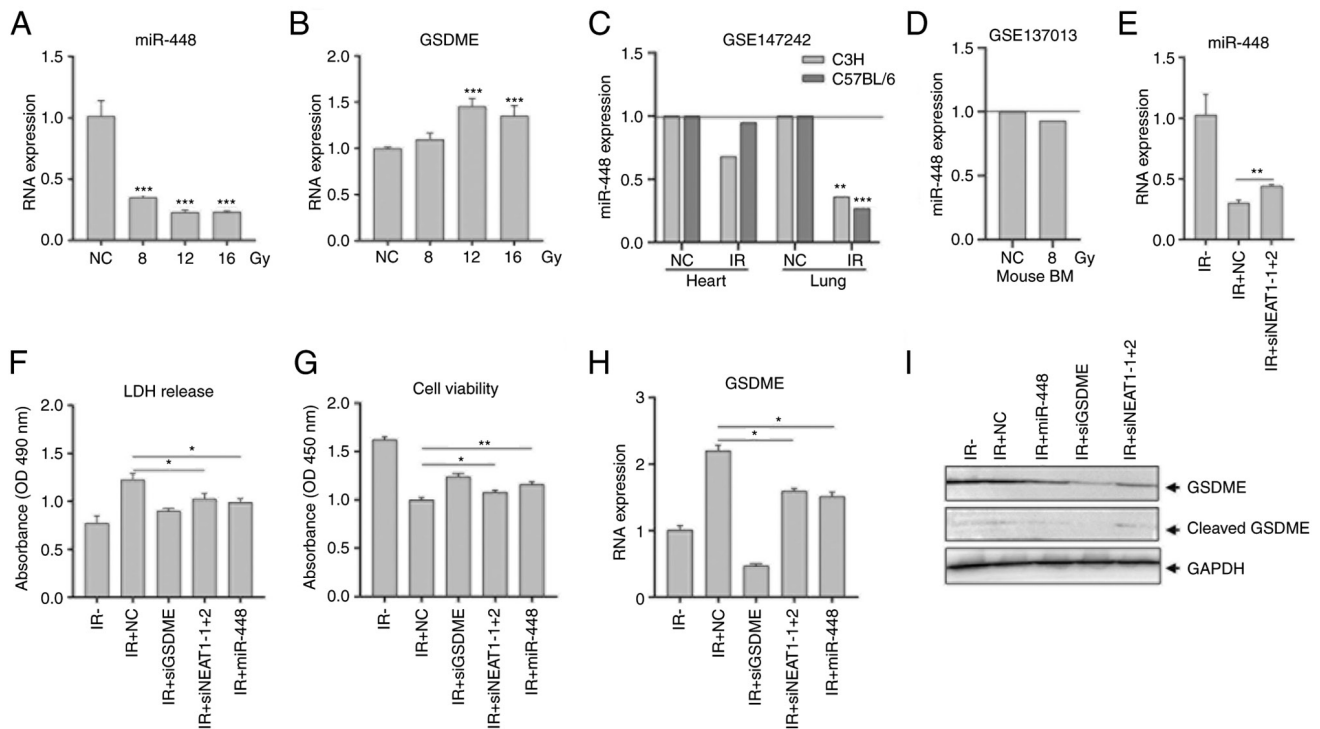 A
miR-448
RNA expression
1.5
1.0
0.5
0.0
***
***
***
NC
8
12
16
Gy
B
GSDME
RNA expression
2.0
1.5
1.0
0.5
0.0
***
***
NC
8
12
16
Gy
C
GSE147242
C3H
C57BL/6
miR-448 expression
1.5
1.0
0.5
0.0
**
***
NC
IR
NC
IR
Heart
Lung
D
GSE137013
miR-448 expression
1.5
1.0
0.5
0.0
NC
8
Gy
Mouse BM
E
miR-448
RNA expression
1.5
1.0
0.5
0.0
**
IR-
IR+NC
IR+siNEAT1-1+2
F
LDH release
Absorbance (OD 490 nm)
2.0
1.5
1.0
0.5
0.0
*
*
IR-
IR+NC
IR+siGSDME
IR+siNEAT1-1+2
IR+miR-448
G
Cell viability
Absorbance (OD 450 nm)
2.0
1.5
1.0
0.5
0.0
**
*
IR-
IR+NC
IR+siGSDME
IR+siNEAT1-1+2
IR+miR-448
H
GSDME
RNA expression
3
2
1
0
*
*
IR-
IR+NC
IR+siGSDME
IR+siNEAT1-1+2
IR+miR-448
I
IR-
IR+NC
IR+miR-448
IR+siGSDME
IR+siNEAT1-1+2
GSDME
Cleaved GSDME
GAPDH